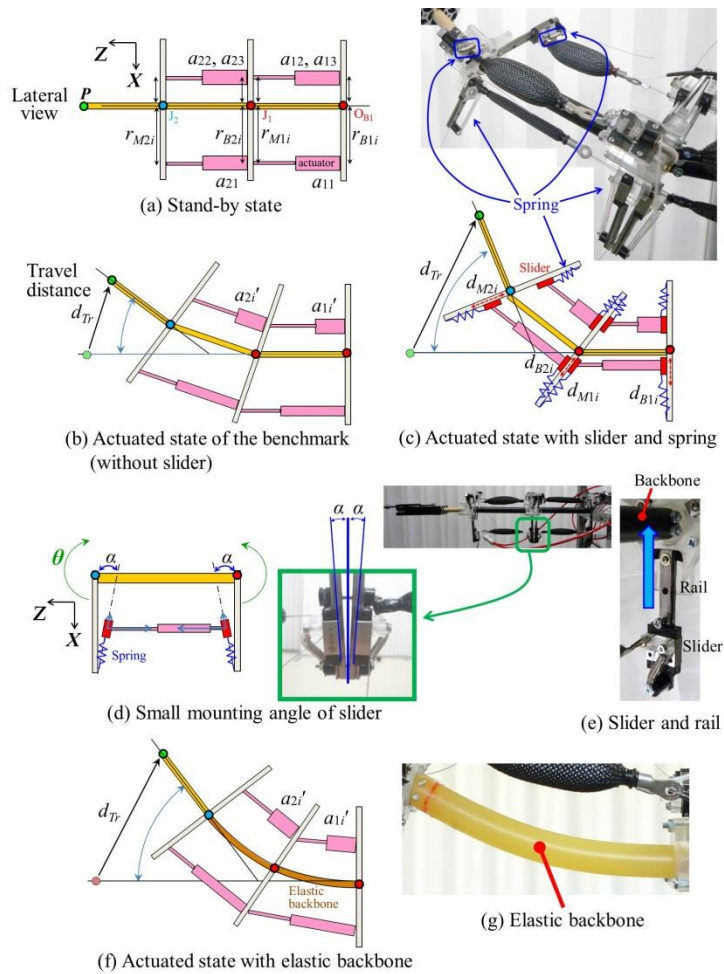 Z
X
a22, a23
a12, a13
Lateral
view
P
J2
J1
OB1
rM2i
rB2i
rM1i
rB1i
actuator
a21
a11
(a) Stand-by state
Spring
Travel
distance
dTr
a2i′
a1i′
(b) Actuated state of the benchmark
(without slider)
dTr
Slider
dM2i
dB2i
dM1i
dB1i
(c) Actuated state with slider and spring
θ
α
α
Z
X
Spring
α
α
(d) Small mounting angle of slider
Backbone
Rail
Slider
(e) Slider and rail
dTr
a2i′
a1i′
Elastic
backbone
(f) Actuated state with elastic backbone
(g) Elastic backbone